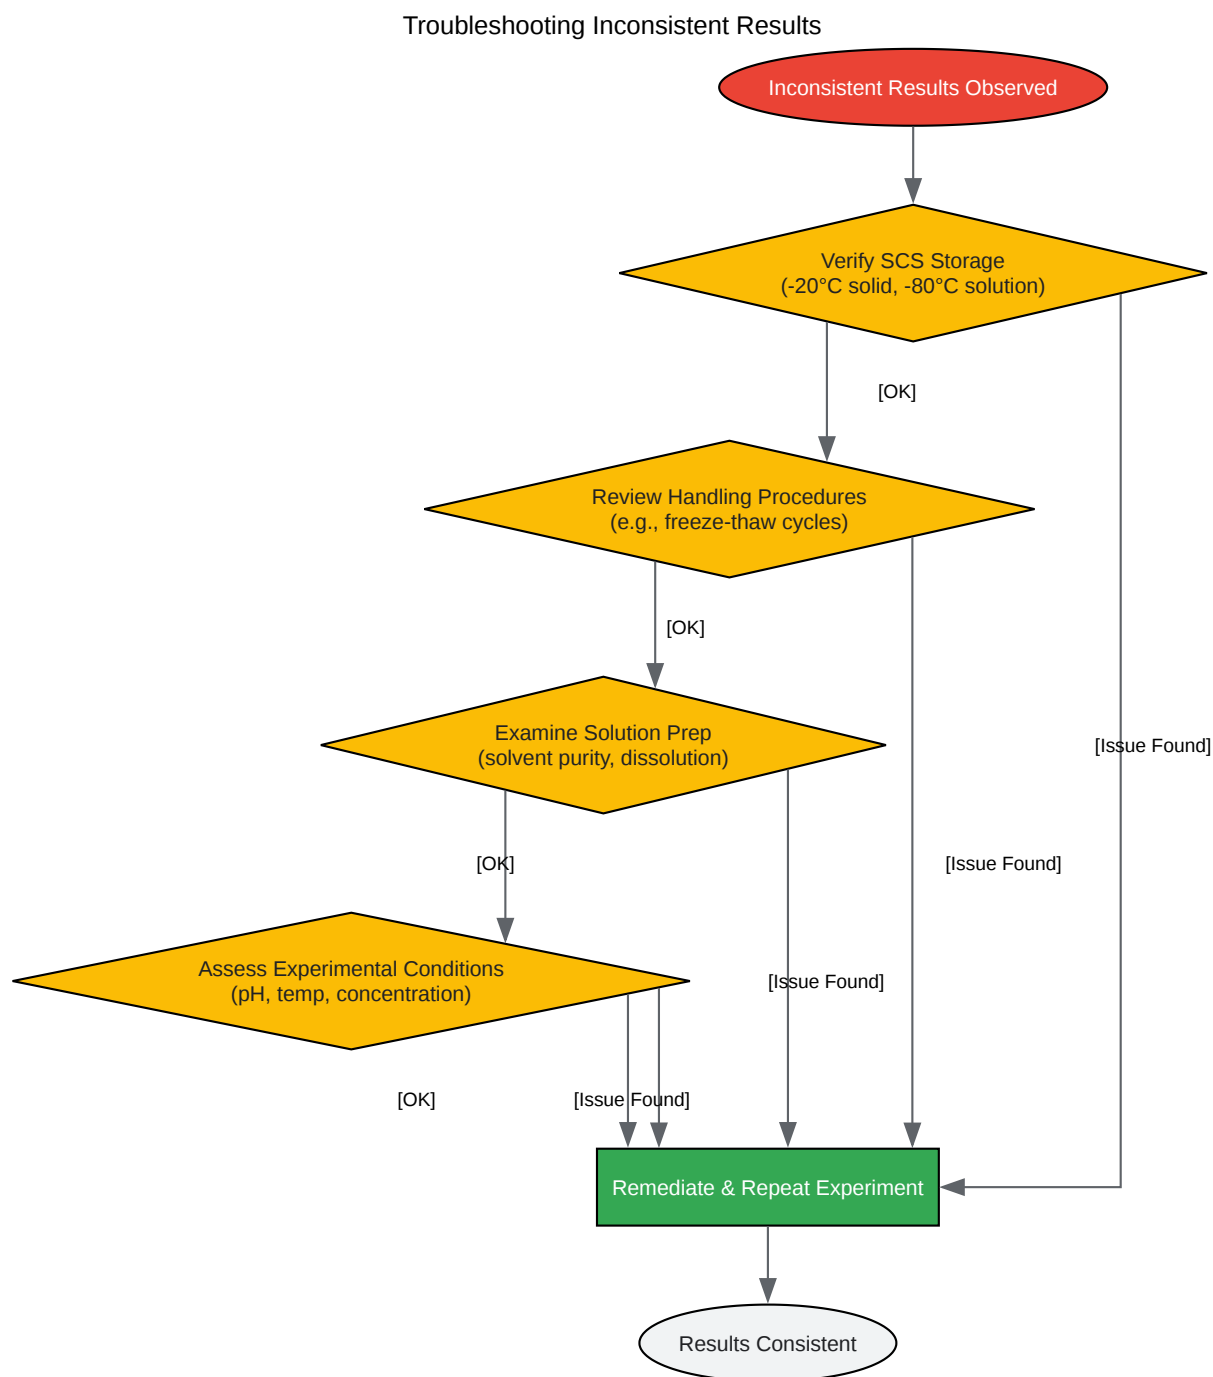 Troubleshooting Inconsistent Results
Inconsistent Results Observed
Verify SCS Storage
(-20°C solid, -80°C solution)
[OK]
Review Handling Procedures
(e.g., freeze-thaw cycles)
[OK]
Examine Solution Prep
(solvent purity, dissolution)
[Issue Found]
[OK]
[Issue Found]
Assess Experimental Conditions
(pH, temp, concentration)
[Issue Found]
[OK]
[Issue Found]
Remediate & Repeat Experiment
Results Consistent